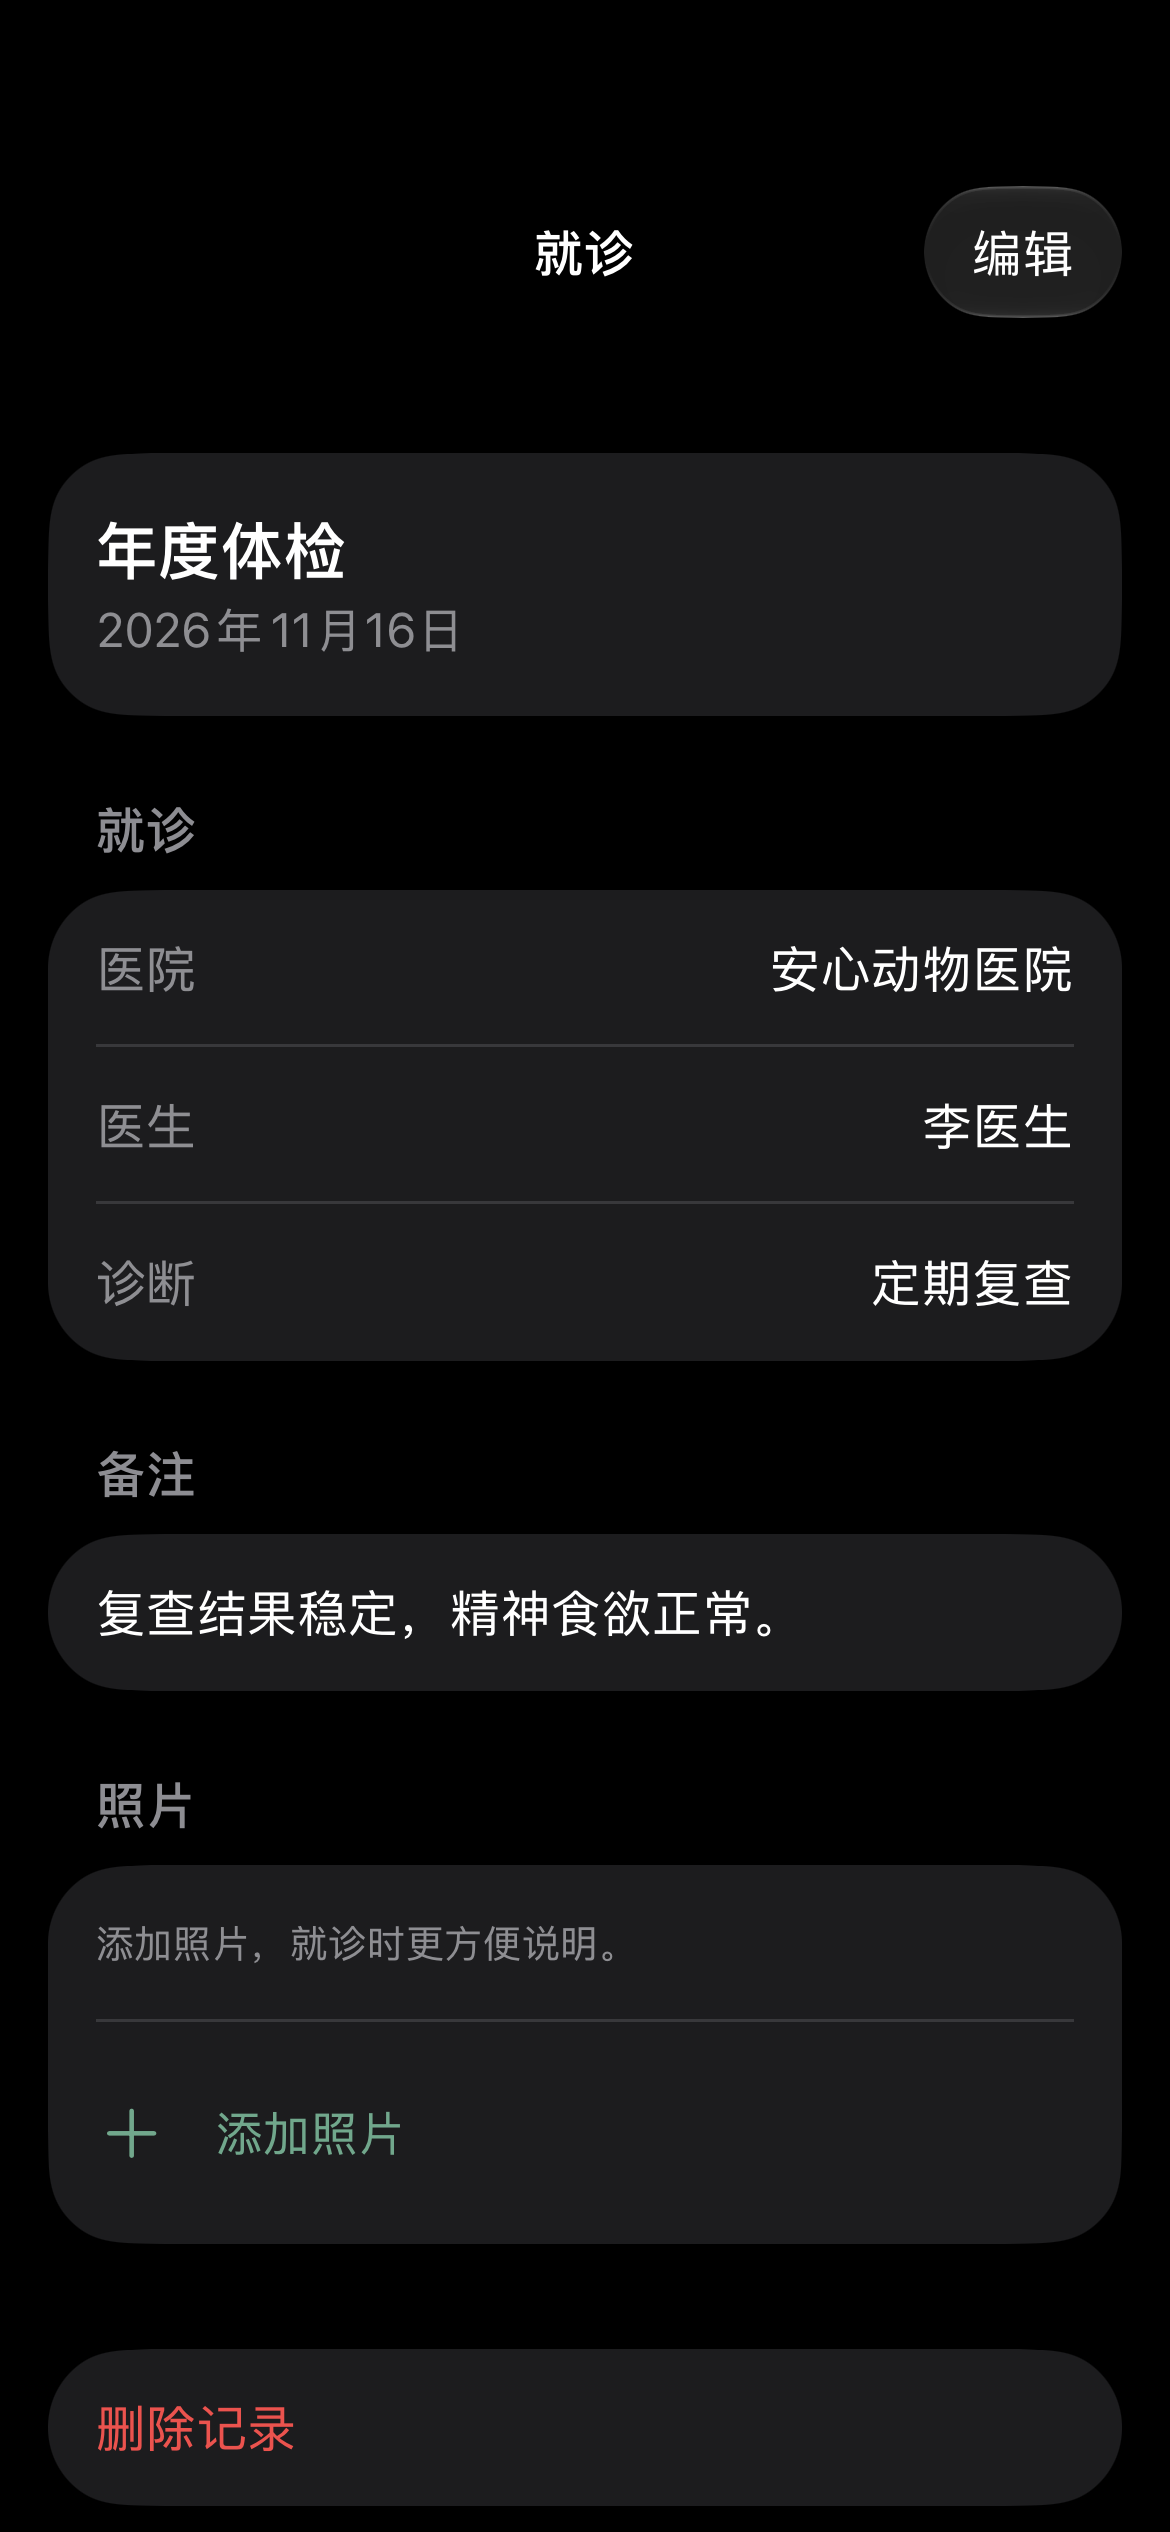 就诊
编辑
年度体检
2026年11月16日
就诊
医院
安心动物医院
医生
李医生
诊断
定期复查
备注
复查结果稳定，精神食欲正常。
照片
添加照片，就诊时更方便说明。
添加照片
删除记录